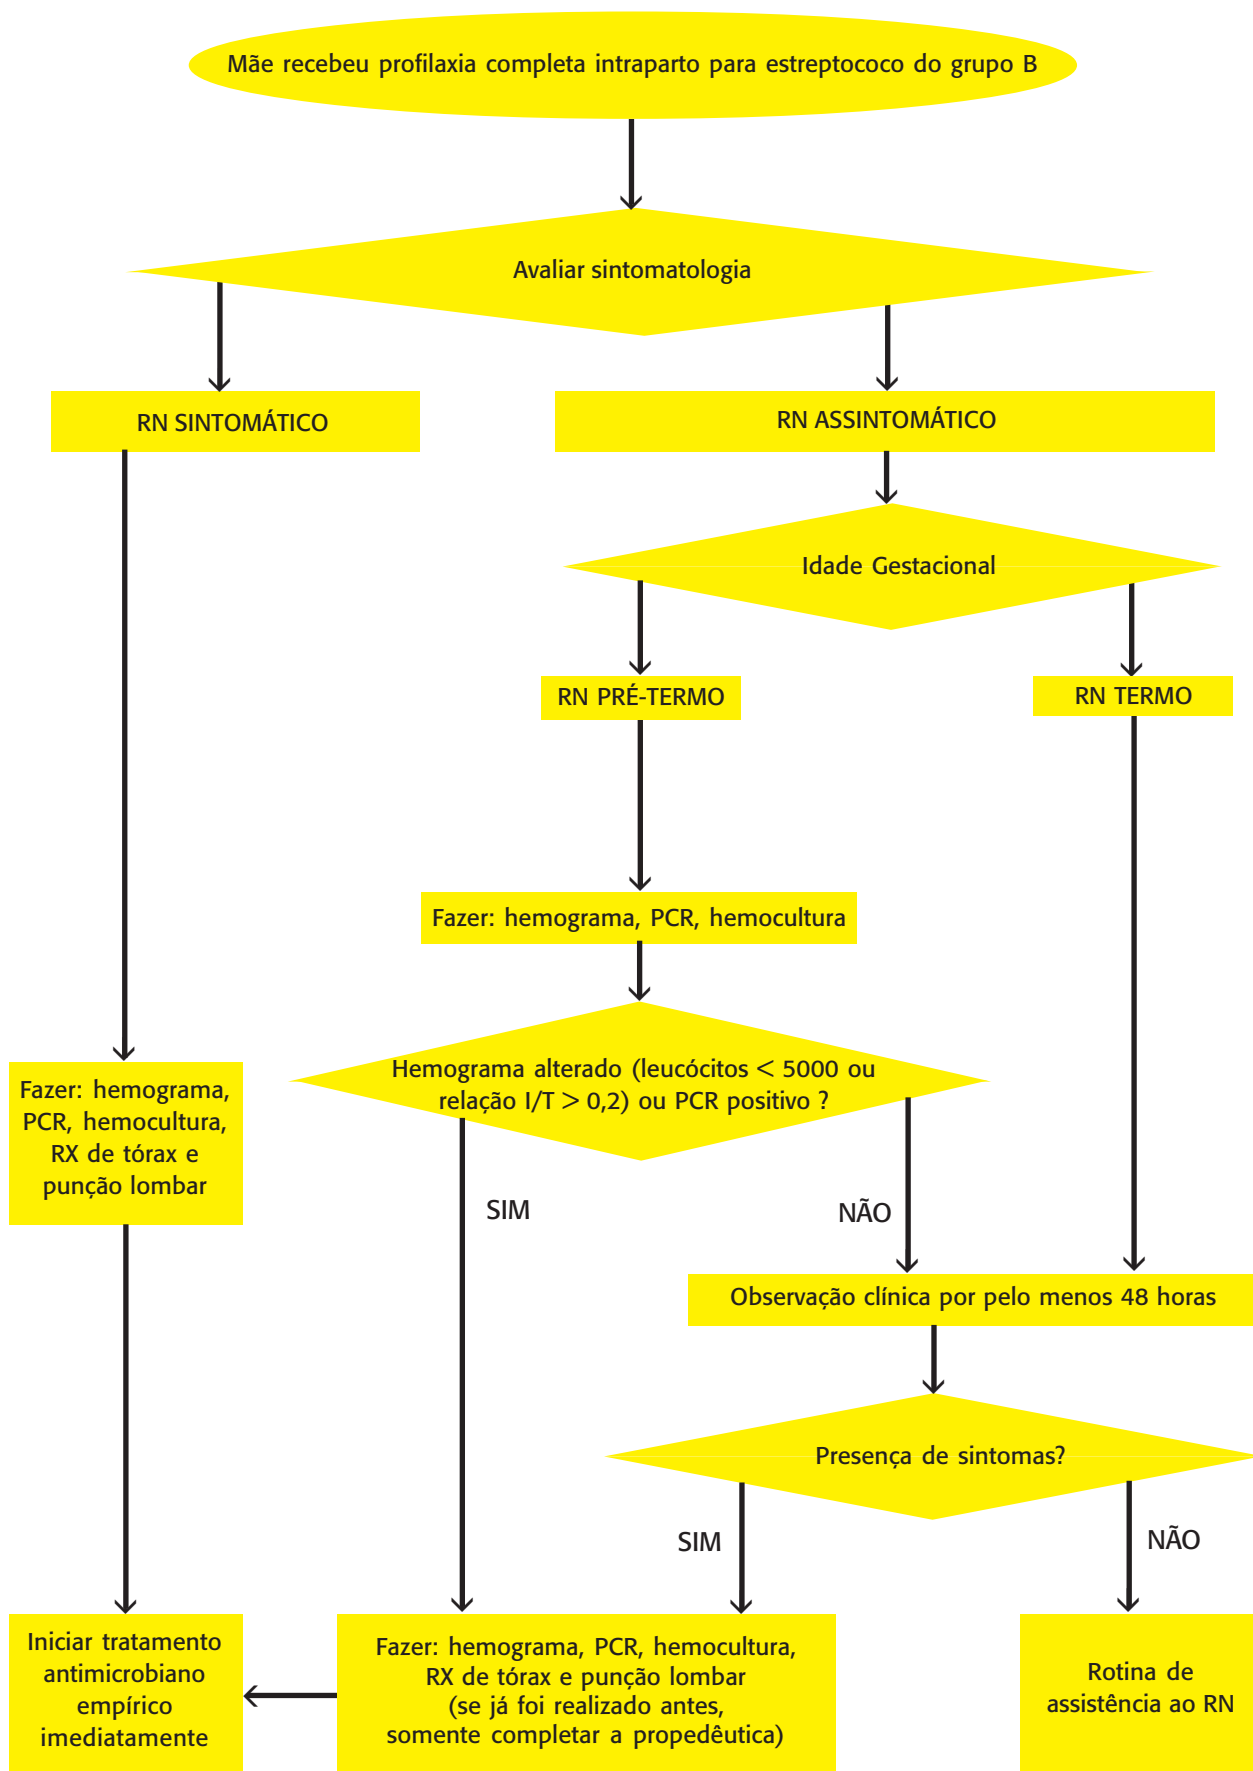 Mãe recebeu profilaxia completa intraparto para estreptococo do grupo B
Avaliar sintomatologia
RN SINTOMÁTICO
RN ASSINTOMÁTICO
Idade Gestacional
RN PRÉ-TERMO
RN TERMO
Fazer: hemograma, PCR, hemocultura
Hemograma alterado (leucócitos < 5000 ou
relação I/T > 0,2) ou PCR positivo ?
Fazer: hemograma,
PCR, hemocultura,
RX de tórax e
punção lombar
SIM
NÃO
Observação clínica por pelo menos 48 horas
Presença de sintomas?
SIM
NÃO
Iniciar tratamento
antimicrobiano
empírico
imediatamente
Fazer: hemograma, PCR, hemocultura,
RX de tórax e punção lombar
(se já foi realizado antes,
somente completar a propedêutica)
Rotina de
assistência ao RN